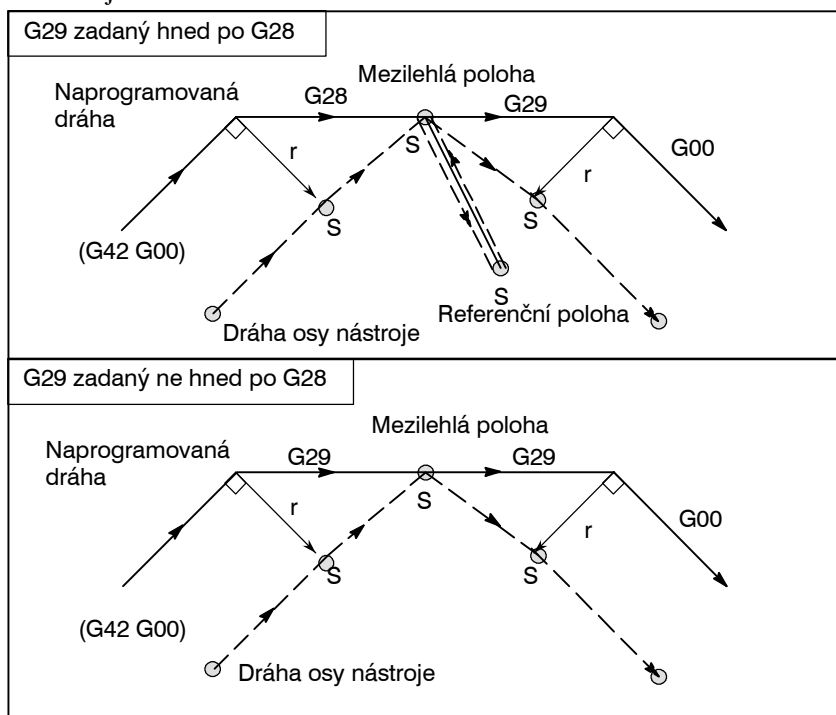 G29 zadaný hned po G28
Mezilehlá poloha
Naprogramovaná
dráha
G28
G29
G00
r
S
r
S
S
(G42 G00)
S
Referenční poloha
Dráha osy nástroje
G29 zadaný ne hned po G28
Mezilehlá poloha
Naprogramovaná
dráha
G29
G29
G00
r
S
r
S
S
(G42 G00)
Dráha osy nástroje